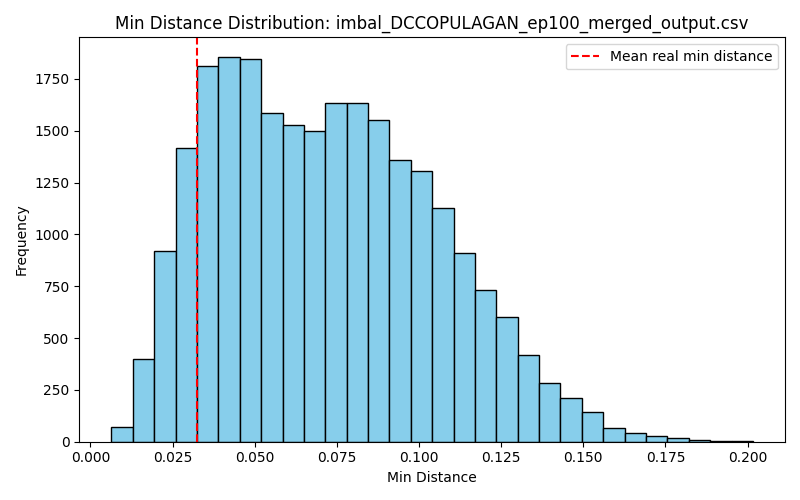 Min Distance Distribution: imbal_DCCOPULAGAN_ep100_merged_output.csv
Mean real min distance
Frequency
1750
1500
1250
1000
750
500
250
0
0.000 0.025 0.050 0.075 0.100 0.125 0.150 0.175 0.200
Min Distance